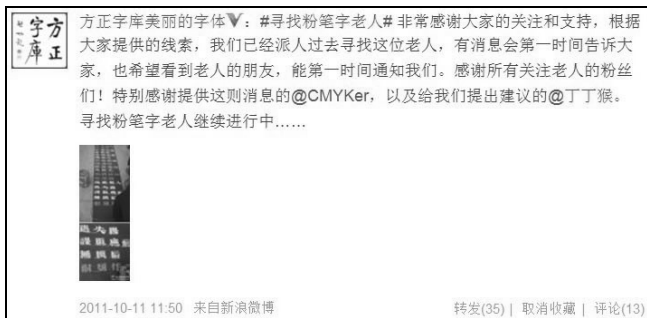 方正
字庫
方正字库美丽的字体V：#寻找粉笔字老人# 非常感谢大家的关注和支持，根据
大家提供的线索，我们已经派人过去寻找这位老人，有消息会第一时间告诉大
家，也希望看到老人的朋友，能第一时间通知我们。感谢所有关注老人的粉丝
们！特别感谢提供这则消息的@CMYKer，以及给我们提出建议的@丁丁猴。
寻找粉笔字老人继续进行中……
2011-10-11 11:50 来自新浪微博 转发(35) | 取消收藏 | 评论(13)